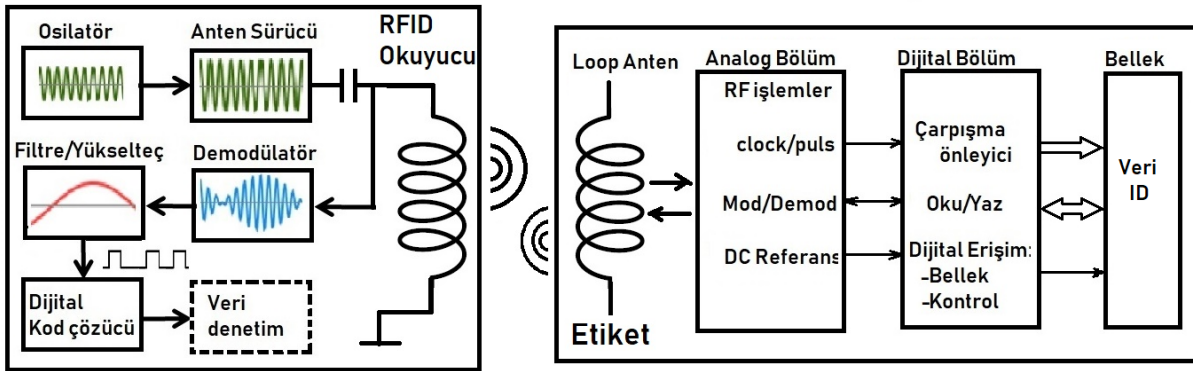 Osilatör
Anten Sürücü
RFID
Okuyucu
Filtre/Yükselteç
Demodülatör
Dijital
Kod çözücü
Veri
denetim
Loop Anten
Etiket
Analog Bölüm
RF işlemler
clock/puls
Mod/Demod
DC Referans
Dijital Bölüm
Çarpışma
önleyici
Oku/Yaz
Dijital Erişim:
-Bellek
-Kontrol
Bellek
Veri
ID